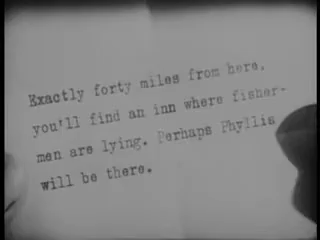 Exactly forty miles from here,
you'll find an inn where fisher-
men are lying. Perhaps Phyllis
will be there.